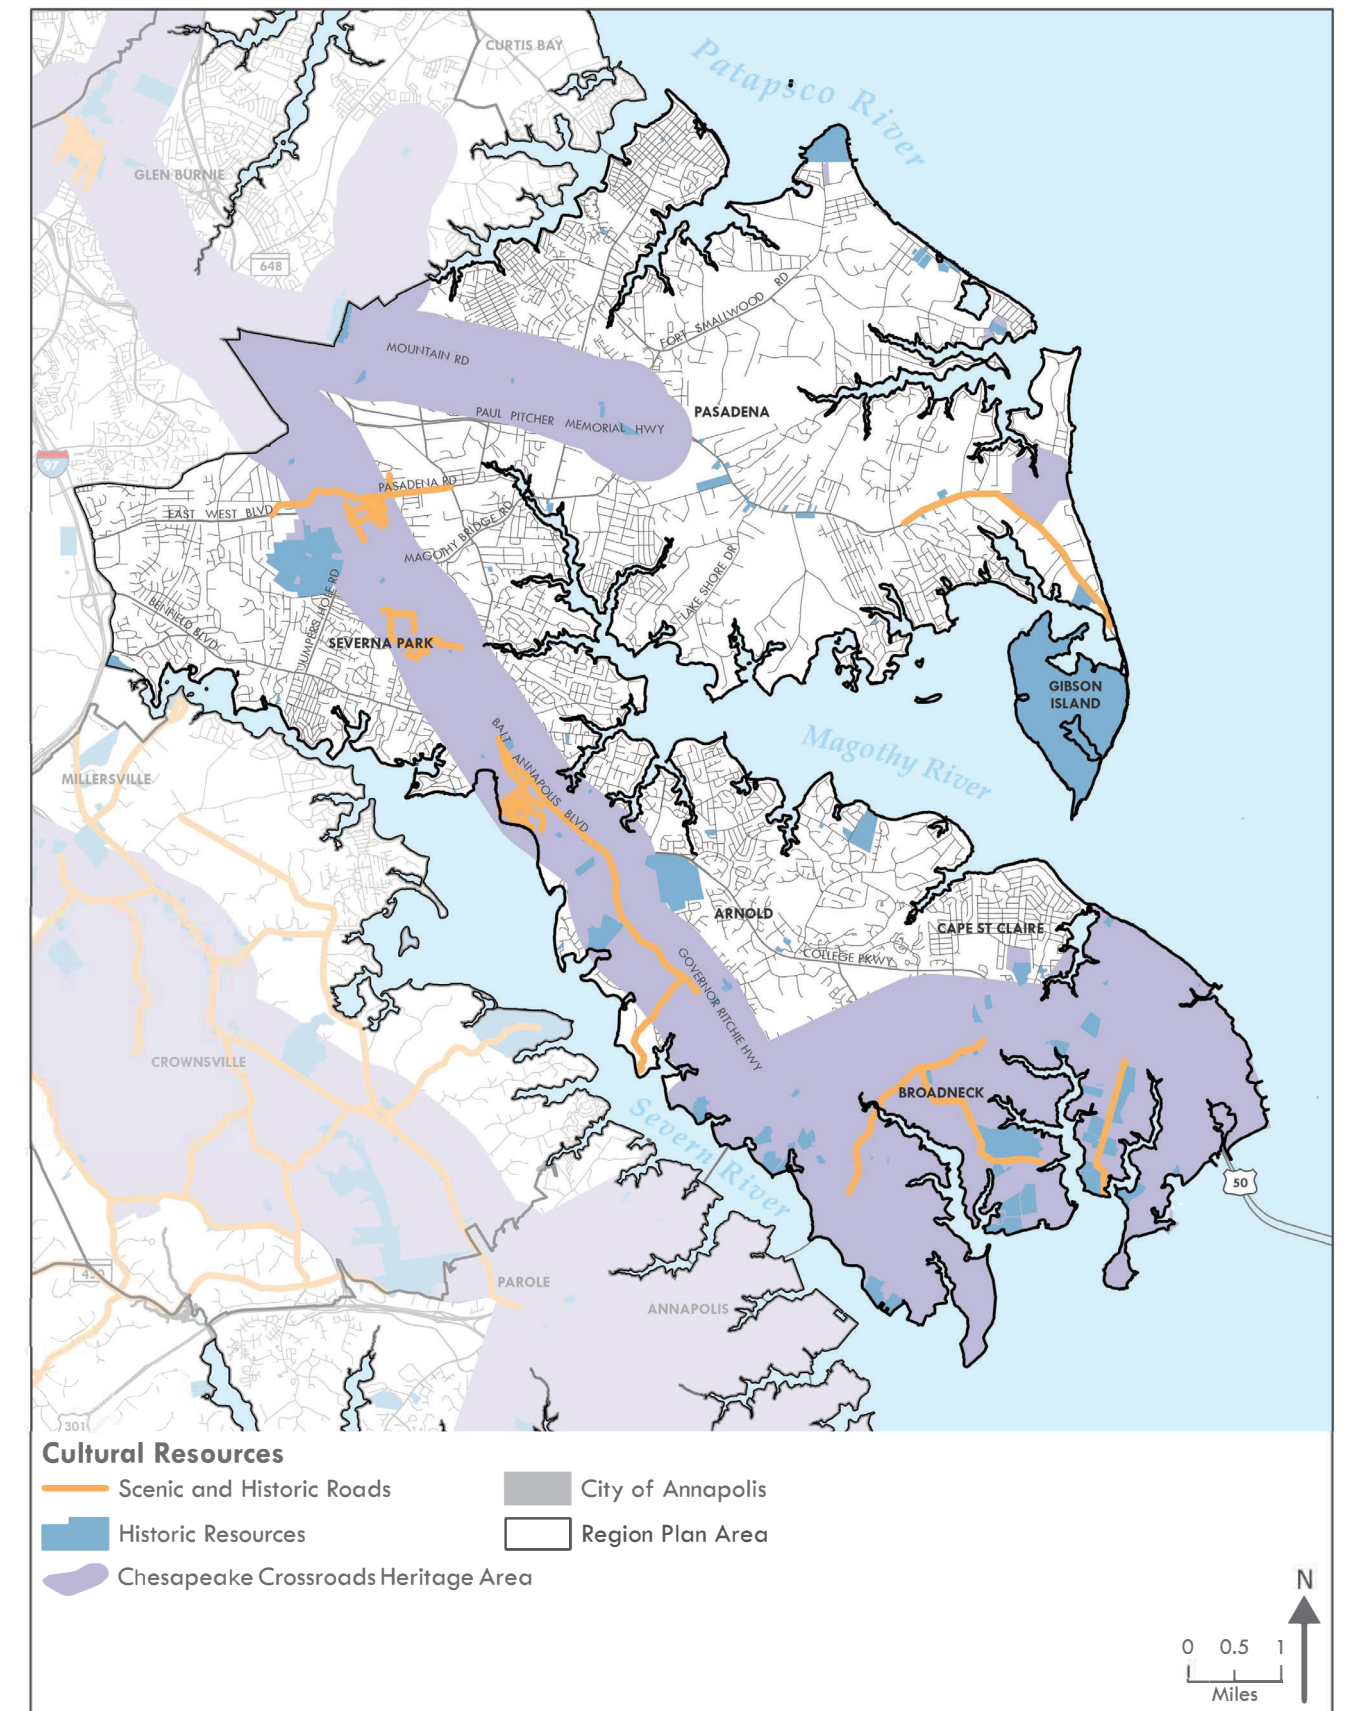 CURTIS BAY
Patapsco River
GLEN BURNIE
648
FORT SMALLWOOD RD
MOUNTAIN RD
PASADENA
PAUL PITCHER MEMORIAL HWY
97
PASADENA RD
EAST WEST BLVD
MAGOTHY BRIDGE RD
LAKE SHORE DR
JUMPERS HOLE RD
BENFIELD BLVD
SEVERNA PARK
GIBSON
ISLAND
Magothy River
BALT ANNAPOLIS BLVD
MILLERSVILLE
ARNOLD
CAPE ST CLAIRE
COLLEGE PKWY
GOVERNOR RITCHIE HWY
CROWNSVILLE
BROADNECK
Severn River
50
450
PAROLE
ANNAPOLIS
301
Cultural Resources
Scenic and Historic Roads
City of Annapolis
Historic Resources
Region Plan Area
Chesapeake Crossroads Heritage Area
N
0 0.5 1
Miles